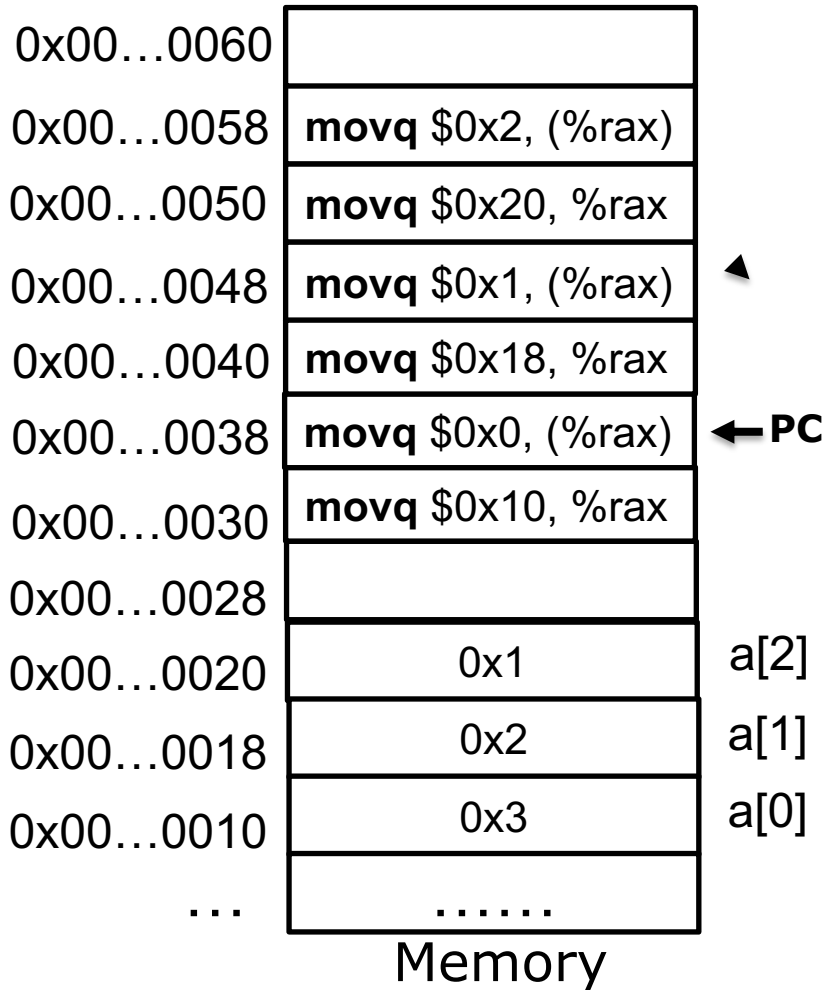 0x00…0060
0x00…0058 movq $0x2, (%rax)
0x00…0050 movq $0x20, %rax
0x00…0048 movq $0x1, (%rax)
0x00…0040 movq $0x18, %rax
0x00…0038 movq $0x0, (%rax) PC
0x00…0030 movq $0x10, %rax
0x00…0028
0x00…0020 0x1 a[2]
0x00…0018 0x2 a[1]
0x00…0010 0x3 a[0]
… ……
Memory